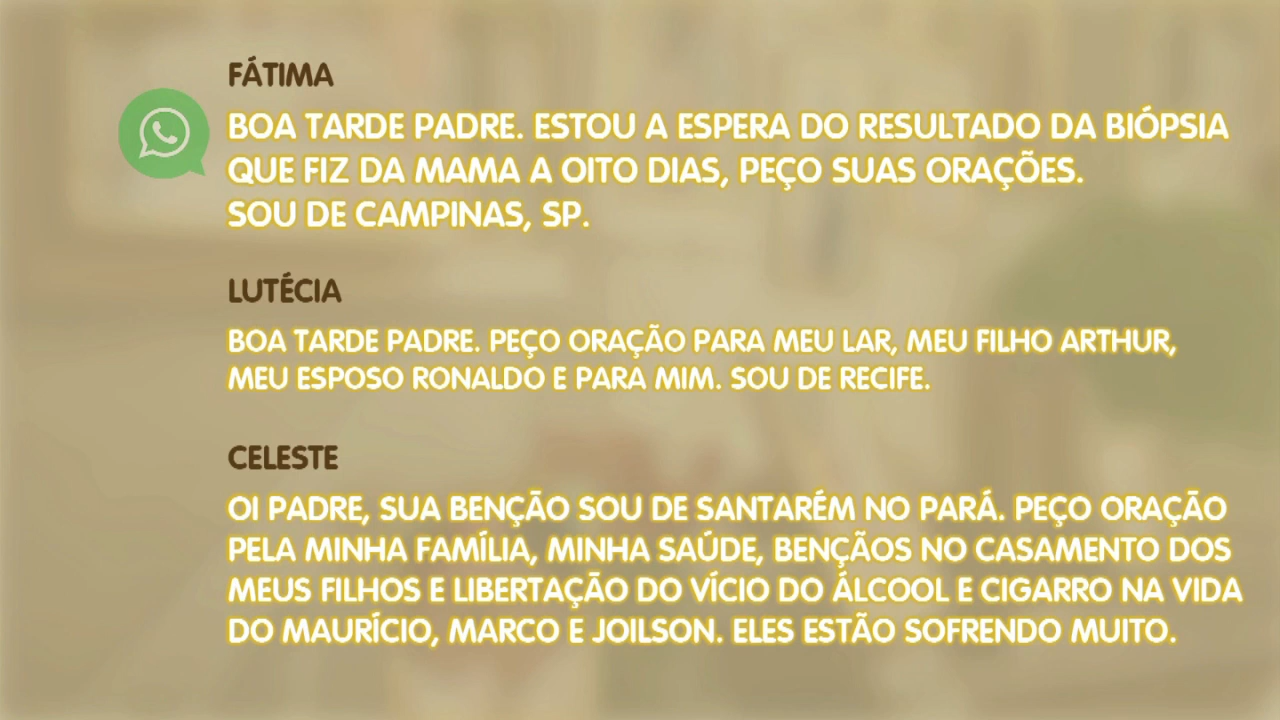 FÁTIMA
BOA TARDE PADRE. ESTOU A ESPERA DO RESULTADO DA BIÓPSIA
QUE FIZ DA MAMA A OITO DIAS, PEÇO SUAS ORAÇÕES.
SOU DE CAMPINAS, SP.
LUTÉCIA
BOA TARDE PADRE. PEÇO ORAÇÃO PARA MEU LAR, MEU FILHO ARTHUR,
MEU ESPOSO RONALDO E PARA MIM. SOU DE RECIFE.
CELESTE
OI PADRE, SUA BENÇÃO SOU DE SANTARÉM NO PARÁ. PEÇO ORAÇÃO
PELA MINHA FAMÍLIA, MINHA SAÚDE, BENÇÃOS NO CASAMENTO DOS
MEUS FILHOS E LIBERTAÇÃO DO VÍCIO DO ÁLCOOL E CIGARRO NA VIDA
DO MAURÍCIO, MARCO E JOILSON. ELES ESTÃO SOFRENDO MUITO.